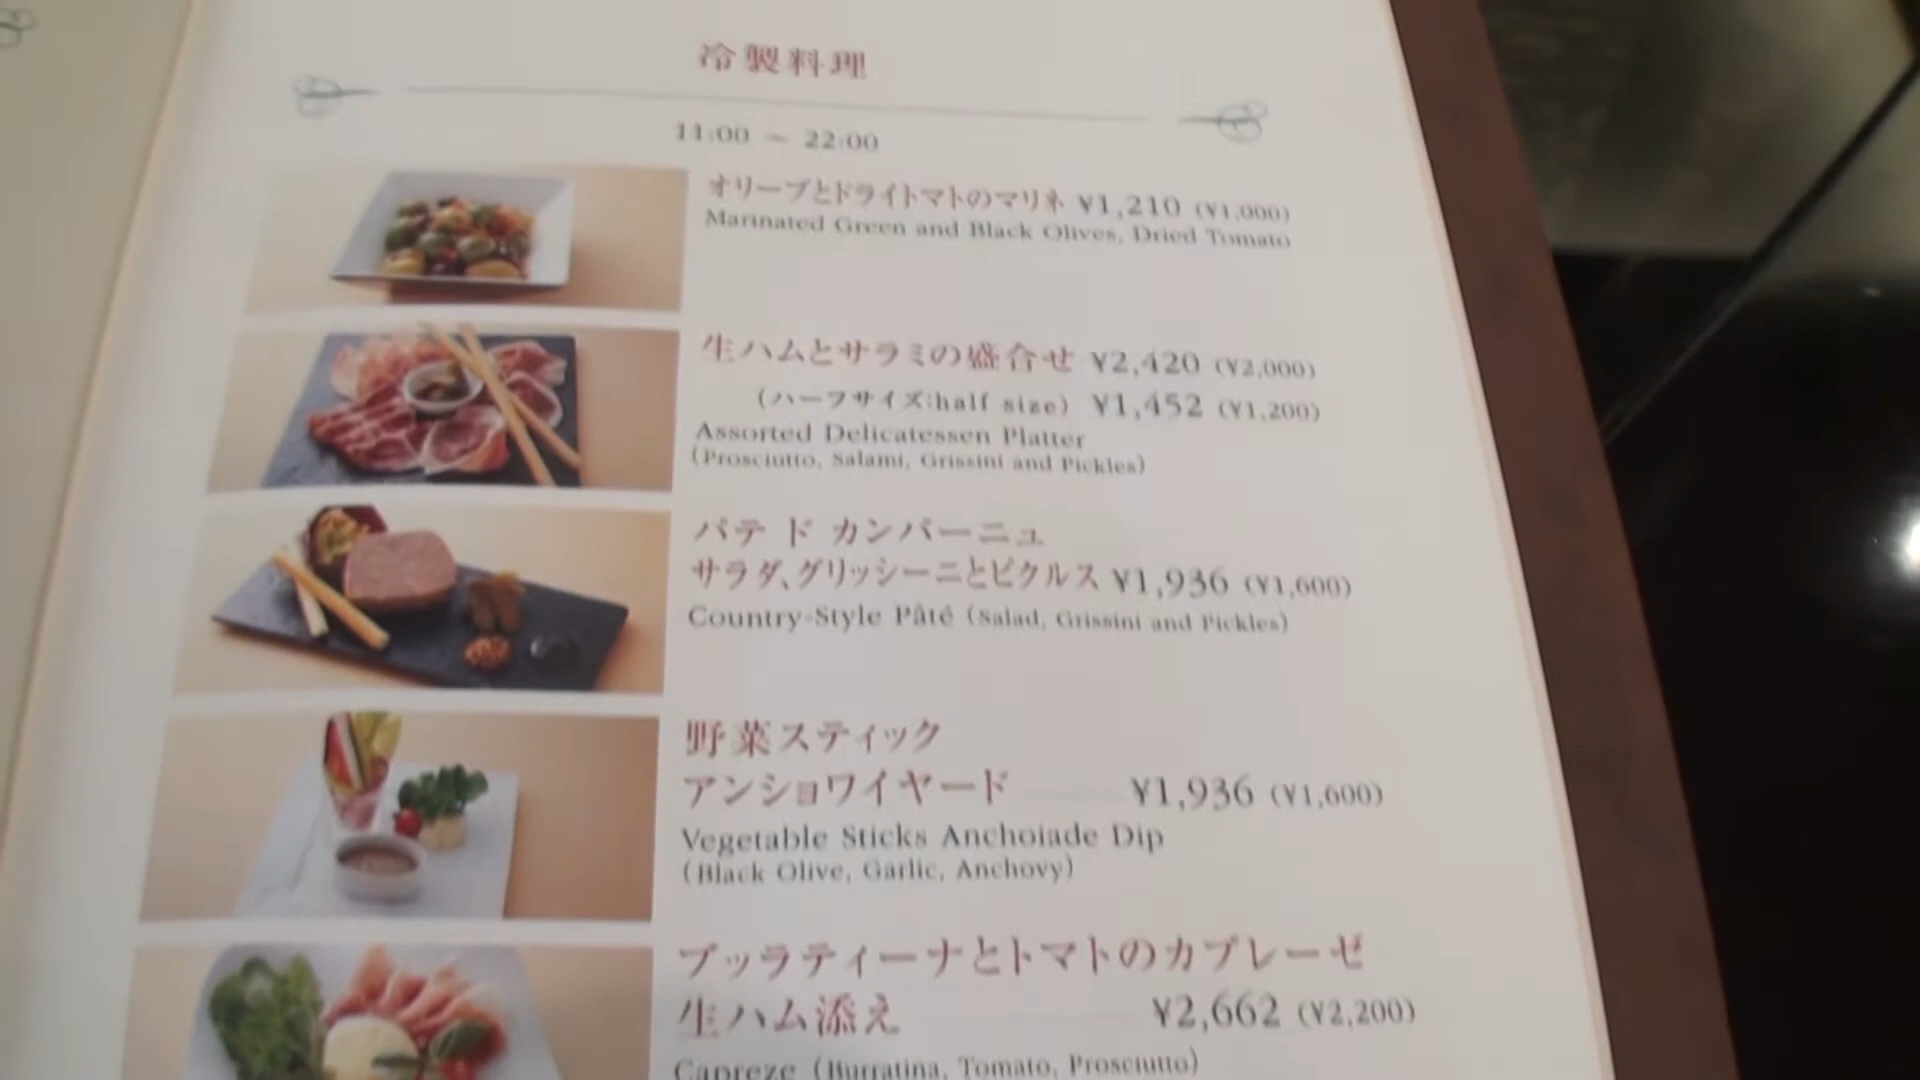 冷製料理
11:00 ～ 22:00
オリーブとドライトマトのマリネ ¥1,210 (¥1,000)
Marinated Green and Black Olives, Dried Tomato
生ハムとサラミの盛合せ ¥2,420 (¥2,000)
(ハーフサイズ:half size) ¥1,452 (¥1,200)
Assorted Delicatessen Platter
(Prosciutto, Salami, Grissini and Pickles)
パテ ド カンパーニュ
サラダ、グリッシーニとピクルス ¥1,936 (¥1,600)
Country-Style Pâté (Salad, Grissini and Pickles)
野菜スティック
アンショワイヤード ¥1,936 (¥1,600)
Vegetable Sticks Anchoiade Dip
(Black Olive, Garlic, Anchovy)
ブッラティーナとトマトのカプレーゼ
生ハム添え ¥2,662 (¥2,200)
Capreze (Burratina, Tomato, Prosciutto)